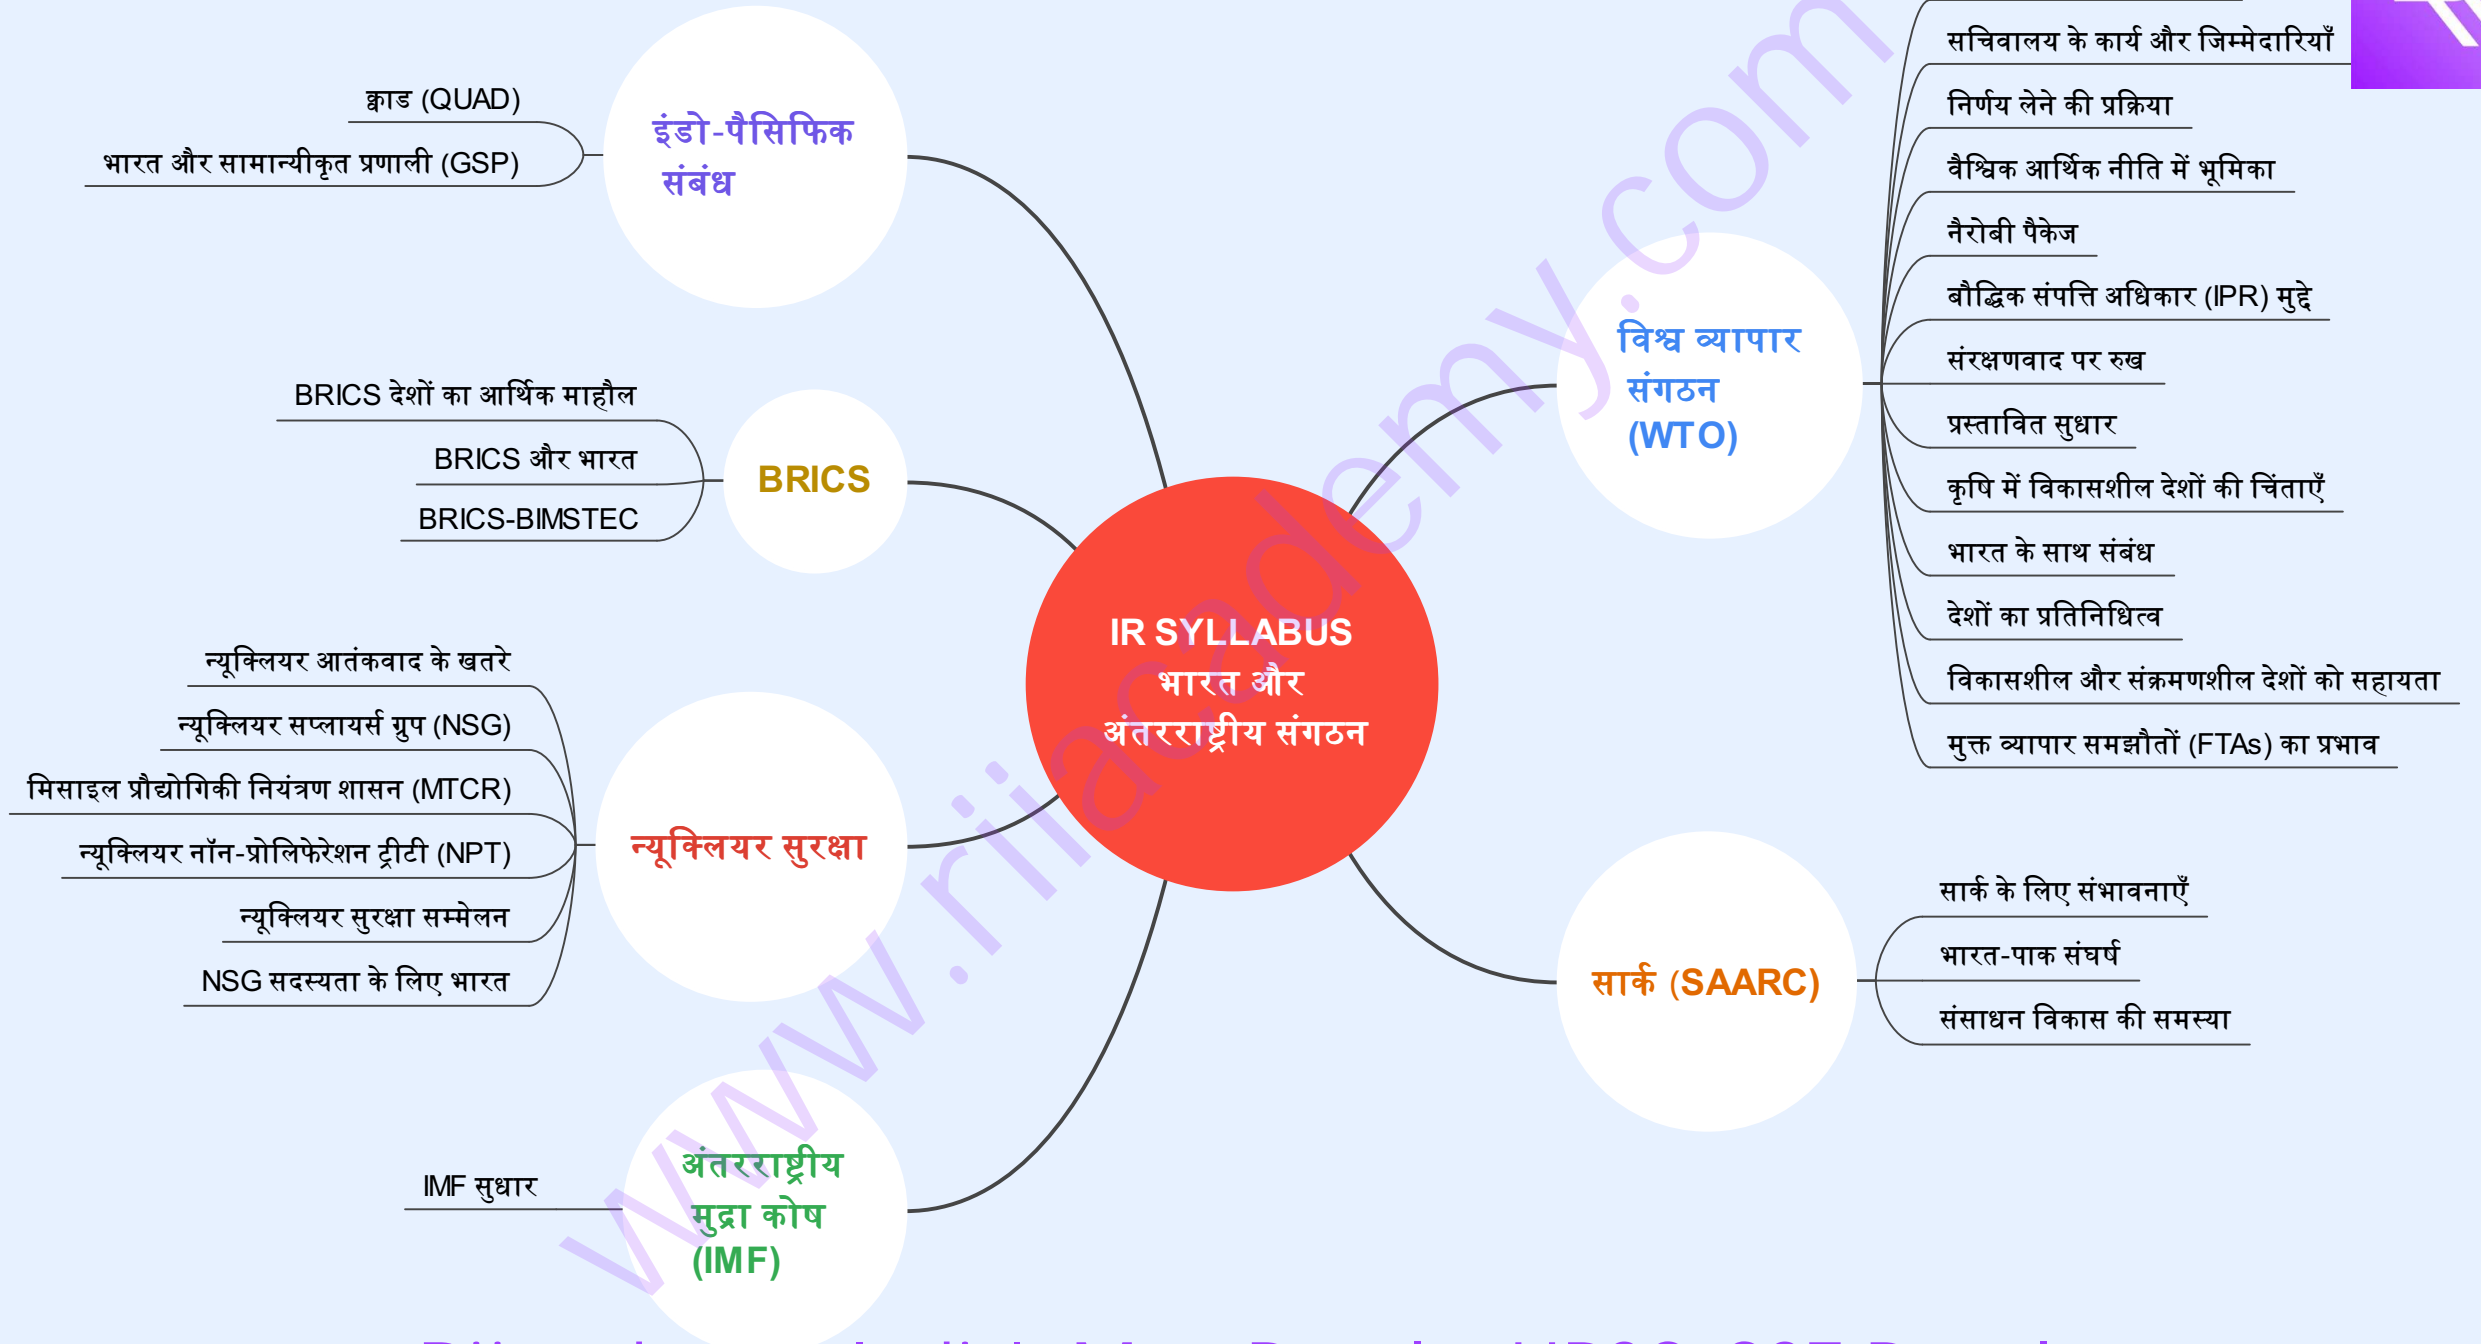 IR SYLLABUS
भारत और
अंतरराष्ट्रीय संगठन
इंडो-पैसिफिक
संबंध
क्वाड (QUAD)
भारत और सामान्यीकृत प्रणाली (GSP)
BRICS
BRICS देशों का आर्थिक माहौल
BRICS और भारत
BRICS-BIMSTEC
न्यूक्लियर सुरक्षा
न्यूक्लियर आतंकवाद के खतरे
न्यूक्लियर सप्लायर्स ग्रुप (NSG)
मिसाइल प्रौद्योगिकी नियंत्रण शासन (MTCR)
न्यूक्लियर नॉन-प्रोलिफेरेशन ट्रीटी (NPT)
न्यूक्लियर सुरक्षा सम्मेलन
NSG सदस्यता के लिए भारत
अंतरराष्ट्रीय
मुद्रा कोष
(IMF)
IMF सुधार
विश्व व्यापार
संगठन
(WTO)
सचिवालय के कार्य और जिम्मेदारियाँ
निर्णय लेने की प्रक्रिया
वैश्विक आर्थिक नीति में भूमिका
नैरोबी पैकेज
बौद्धिक संपत्ति अधिकार (IPR) मुद्दे
संरक्षणवाद पर रुख
प्रस्तावित सुधार
कृषि में विकासशील देशों की चिंताएँ
भारत के साथ संबंध
देशों का प्रतिनिधित्व
विकासशील और संक्रमणशील देशों को सहायता
मुक्त व्यापार समझौतों (FTAs) का प्रभाव
सार्क (SAARC)
सार्क के लिए संभावनाएँ
भारत-पाक संघर्ष
संसाधन विकास की समस्या
www.riiacademy.com